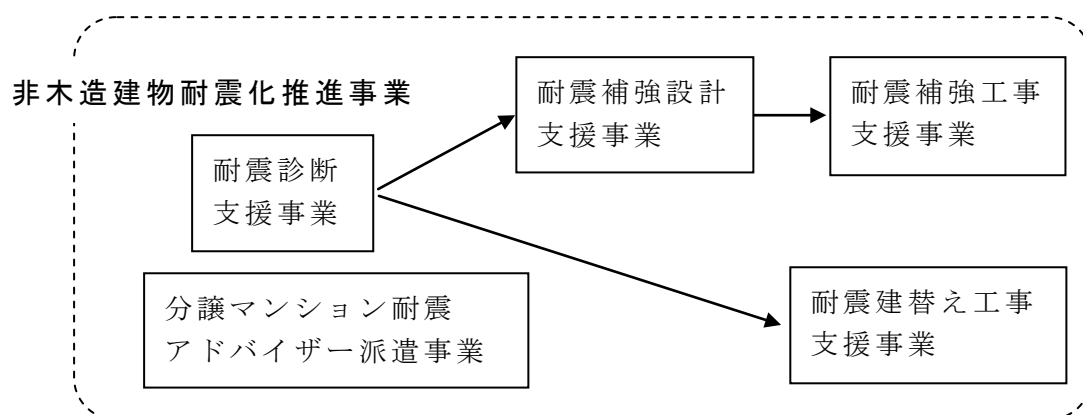 非木造建物耐震化推進事業
耐震診断
支援事業
耐震補強設計
支援事業
耐震補強工事
支援事業
耐震建替え工事
支援事業
分譲マンション耐震
アドバイザー派遣事業